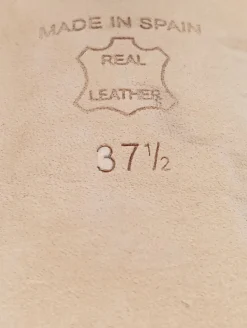 MADE IN SPAIN
REAL
LEATHER
37½